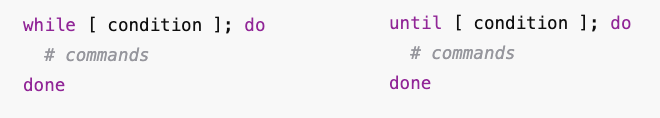 while [ condition ]; do
  # commands
done
until [ condition ]; do
  # commands
done